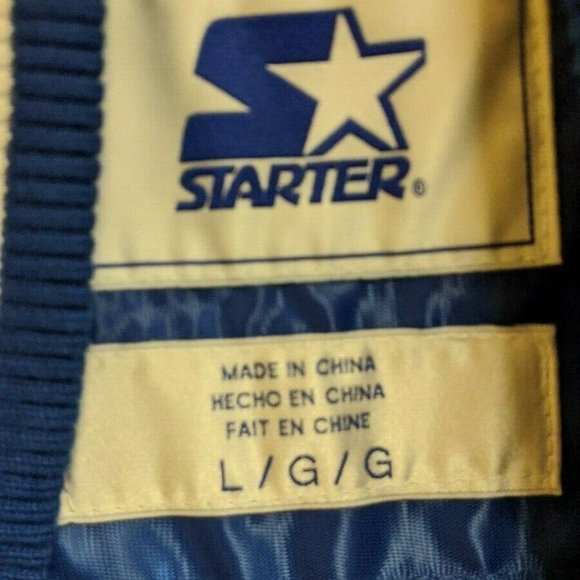 STARTER®
MADE IN CHINA
HECHO EN CHINA
FAIT EN CHINE
L/G/G